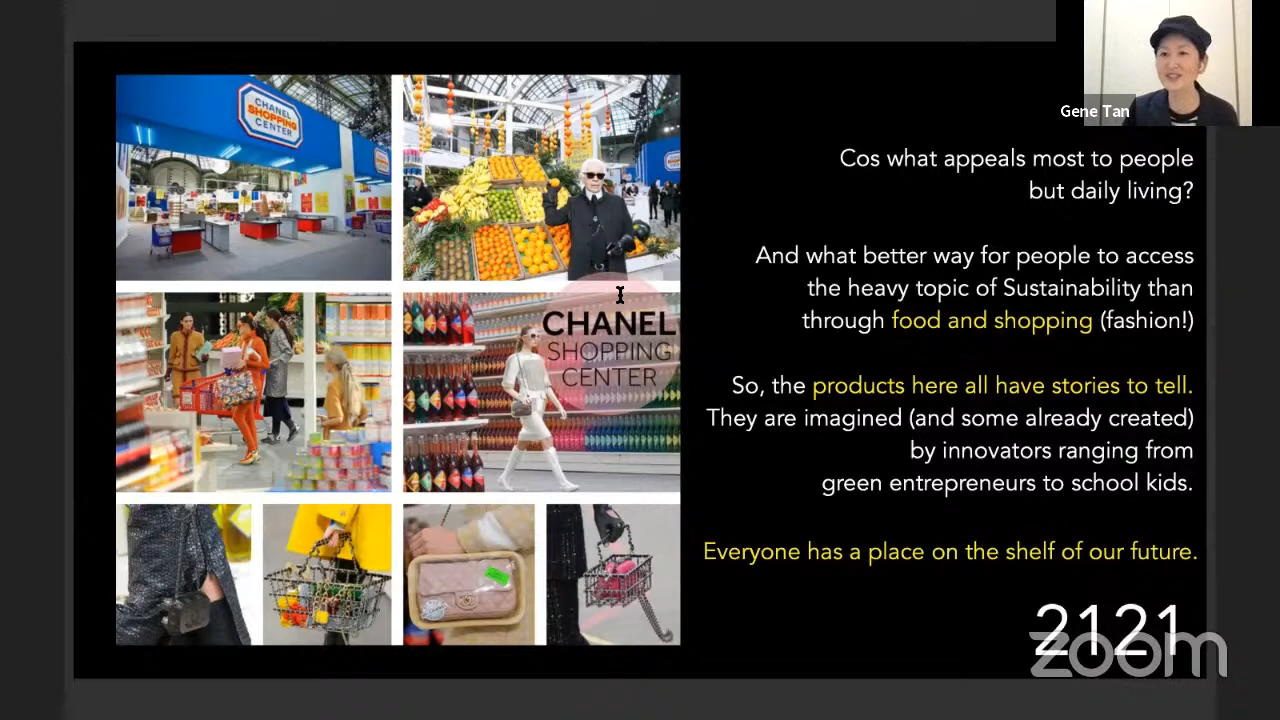 CHANEL
SHOPPING
CENTER
CHANEL
SHOPPING
CENTER
Gene Tan
Cos what appeals most to people
but daily living?
And what better way for people to access
the heavy topic of Sustainability than
through food and shopping (fashion!)
So, the products here all have stories to tell.
They are imagined (and some already created)
by innovators ranging from
green entrepreneurs to school kids.
Everyone has a place on the shelf of our future.
2121
zoom